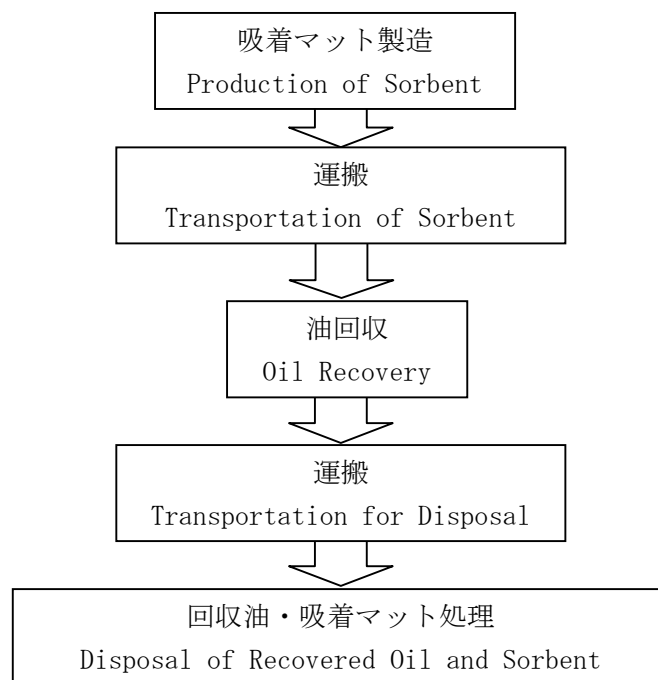 吸着マット製造
Production of Sorbent
運搬
Transportation of Sorbent
油回収
Oil Recovery
運搬
Transportation for Disposal
回収油・吸着マット処理
Disposal of Recovered Oil and Sorbent